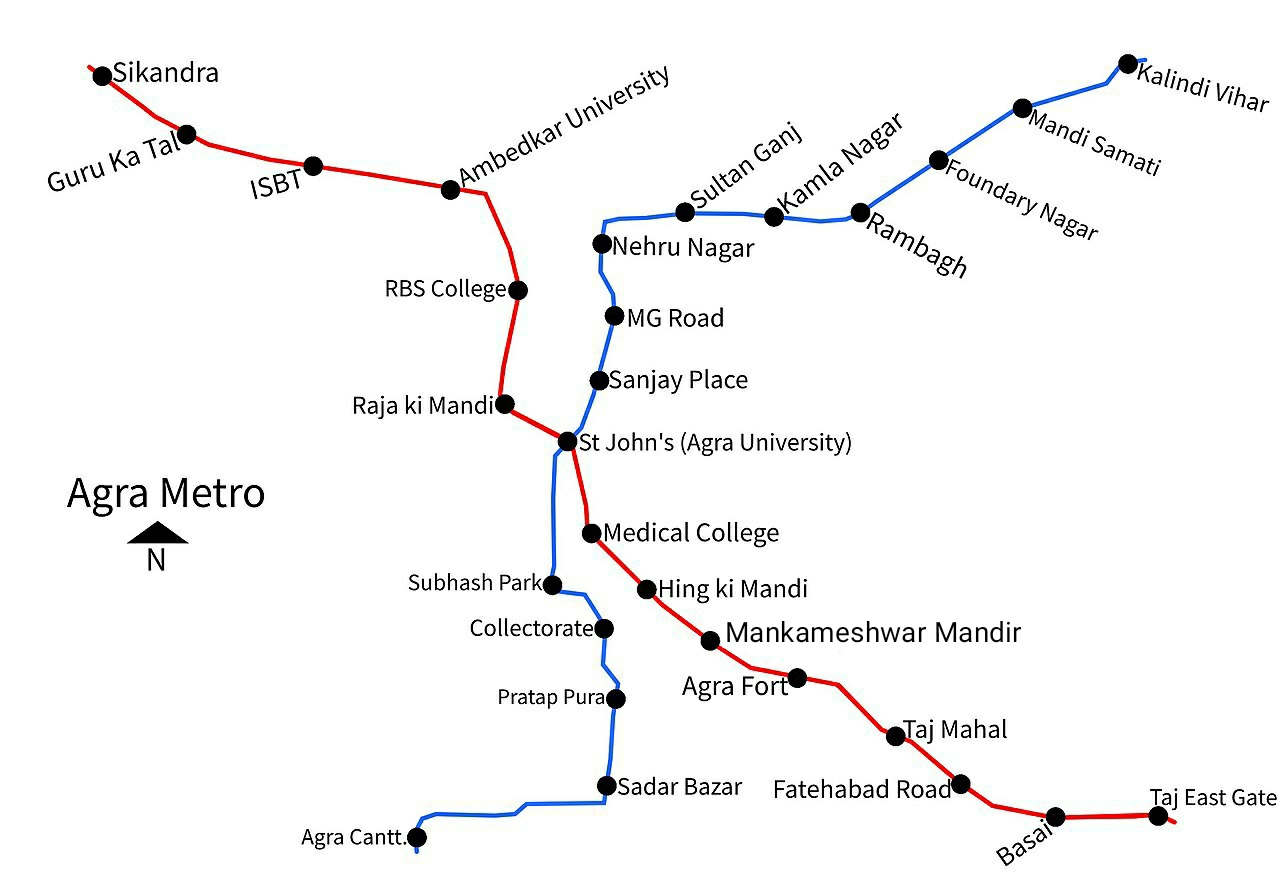 Sikandra
Guru Ka Tal
ISBT
Ambedkar University
RBS College
Raja ki Mandi
St John's (Agra University)
Medical College
Hing ki Mandi
Mankameshwar Mandir
Agra Fort
Taj Mahal
Fatehabad Road
Basai
Taj East Gate
Kalindi Vihar
Mandi Samati
Foundary Nagar
Rambagh
Kamla Nagar
Sultan Ganj
Nehru Nagar
MG Road
Sanjay Place
Subhash Park
Collectorate
Pratap Pura
Sadar Bazar
Agra Cantt.
Agra Metro
N